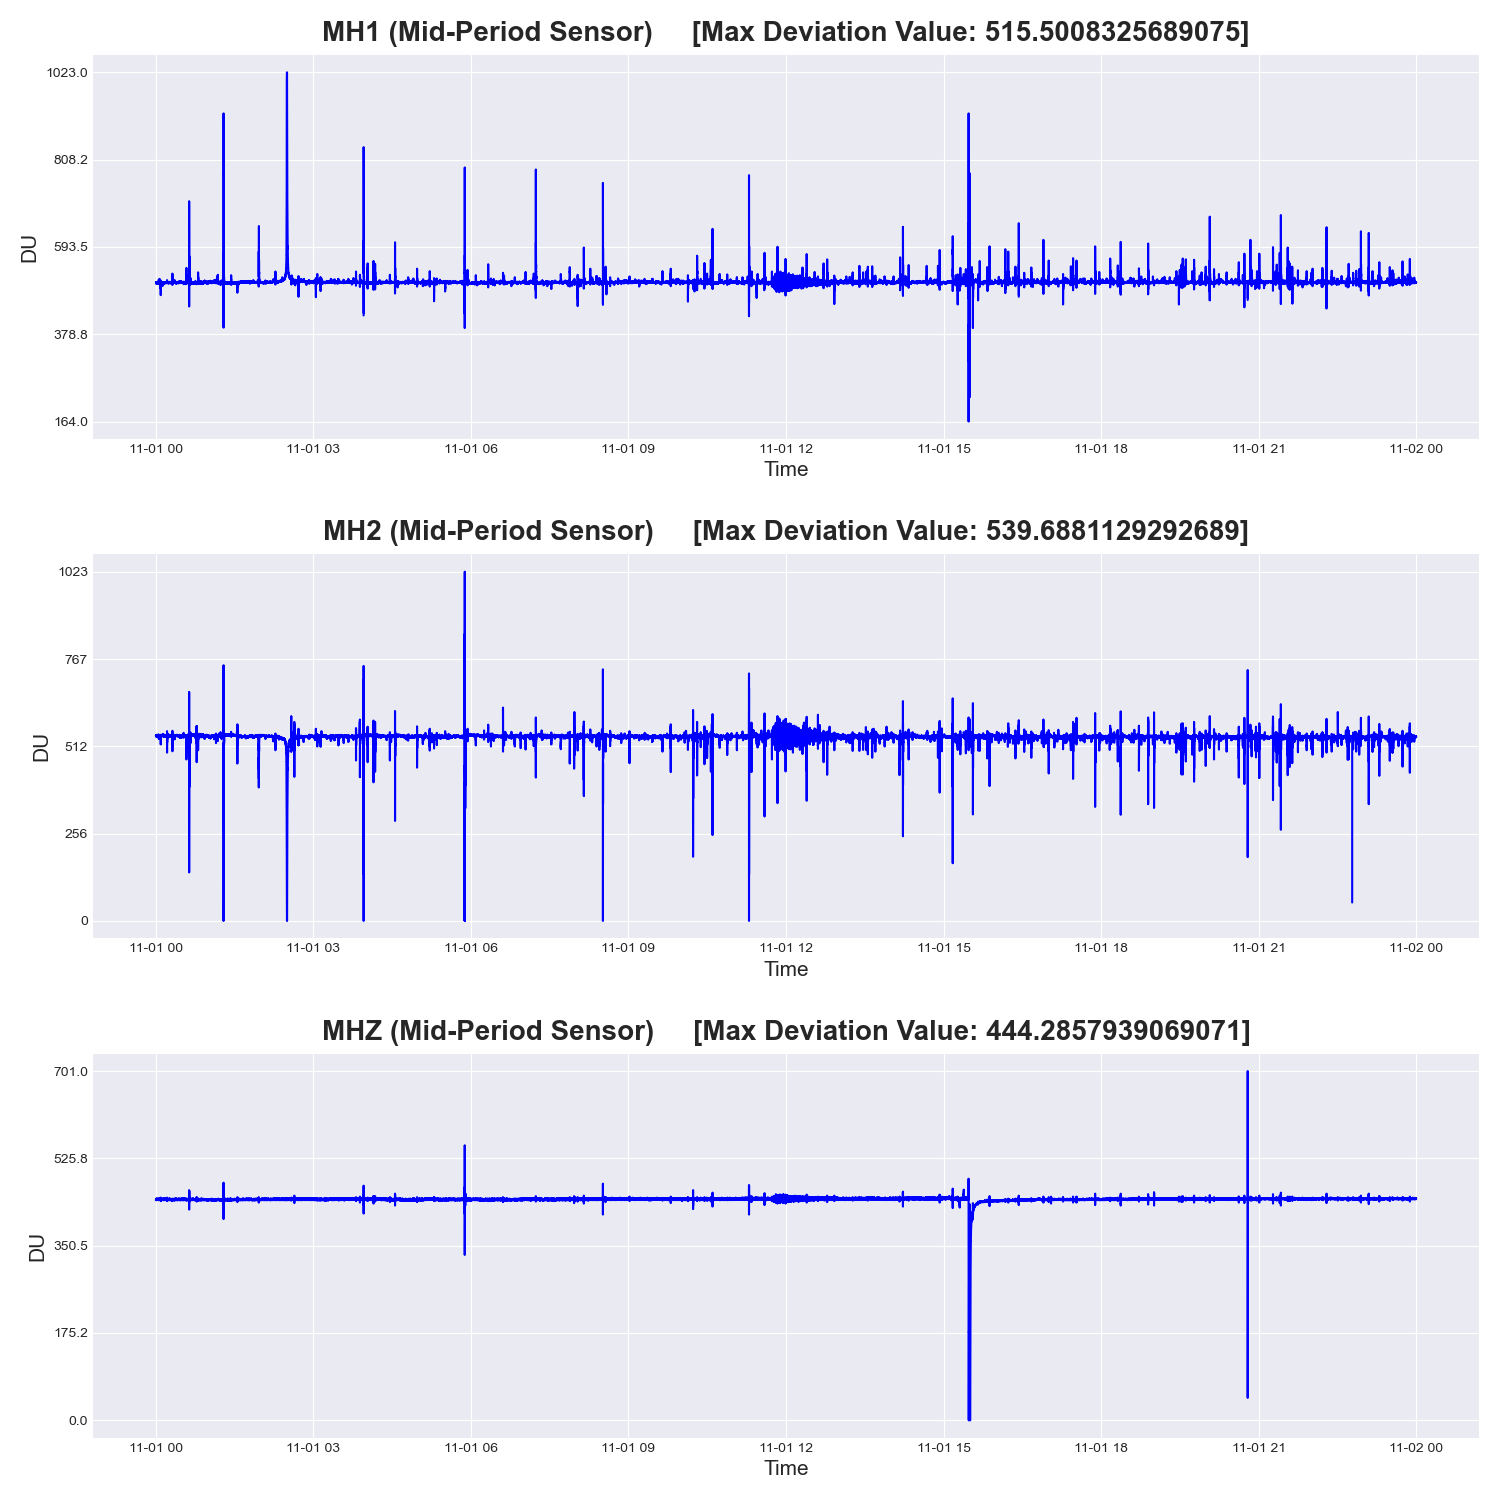 MH1 (Mid-Period Sensor)     [Max Deviation Value: 515.5008325689075]
1023.0
808.2
593.5
378.8
164.0
DU
11-01 00 11-01 03 11-01 06 11-01 09 11-01 12 11-01 15 11-01 18 11-01 21 11-02 00
Time
MH2 (Mid-Period Sensor)     [Max Deviation Value: 539.6881129292689]
1023
767
512
256
0
DU
11-01 00 11-01 03 11-01 06 11-01 09 11-01 12 11-01 15 11-01 18 11-01 21 11-02 00
Time
MHZ (Mid-Period Sensor)     [Max Deviation Value: 444.2857939069071]
701.0
525.8
350.5
175.2
0.0
DU
11-01 00 11-01 03 11-01 06 11-01 09 11-01 12 11-01 15 11-01 18 11-01 21 11-02 00
Time